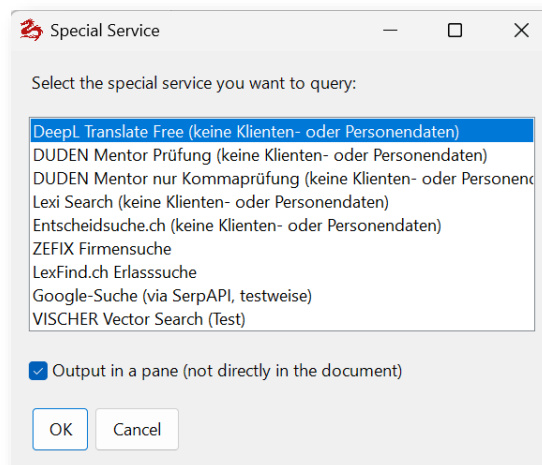 Special Service
Select the special service you want to query:
DeepL Translate Free (keine Klienten- oder Personendaten)
DUDEN Mentor Prüfung (keine Klienten- oder Personendaten)
DUDEN Mentor nur Kommaprüfung (keine Klienten- oder Personend
Lexi Search (keine Klienten- oder Personendaten)
Entscheidsuche.ch (keine Klienten- oder Personendaten)
ZEFIX Firmensuche
LexFind.ch Erlasssuche
Google-Suche (via SerpAPI, testweise)
VISCHER Vector Search (Test)
Output in a pane (not directly in the document)
OK Cancel